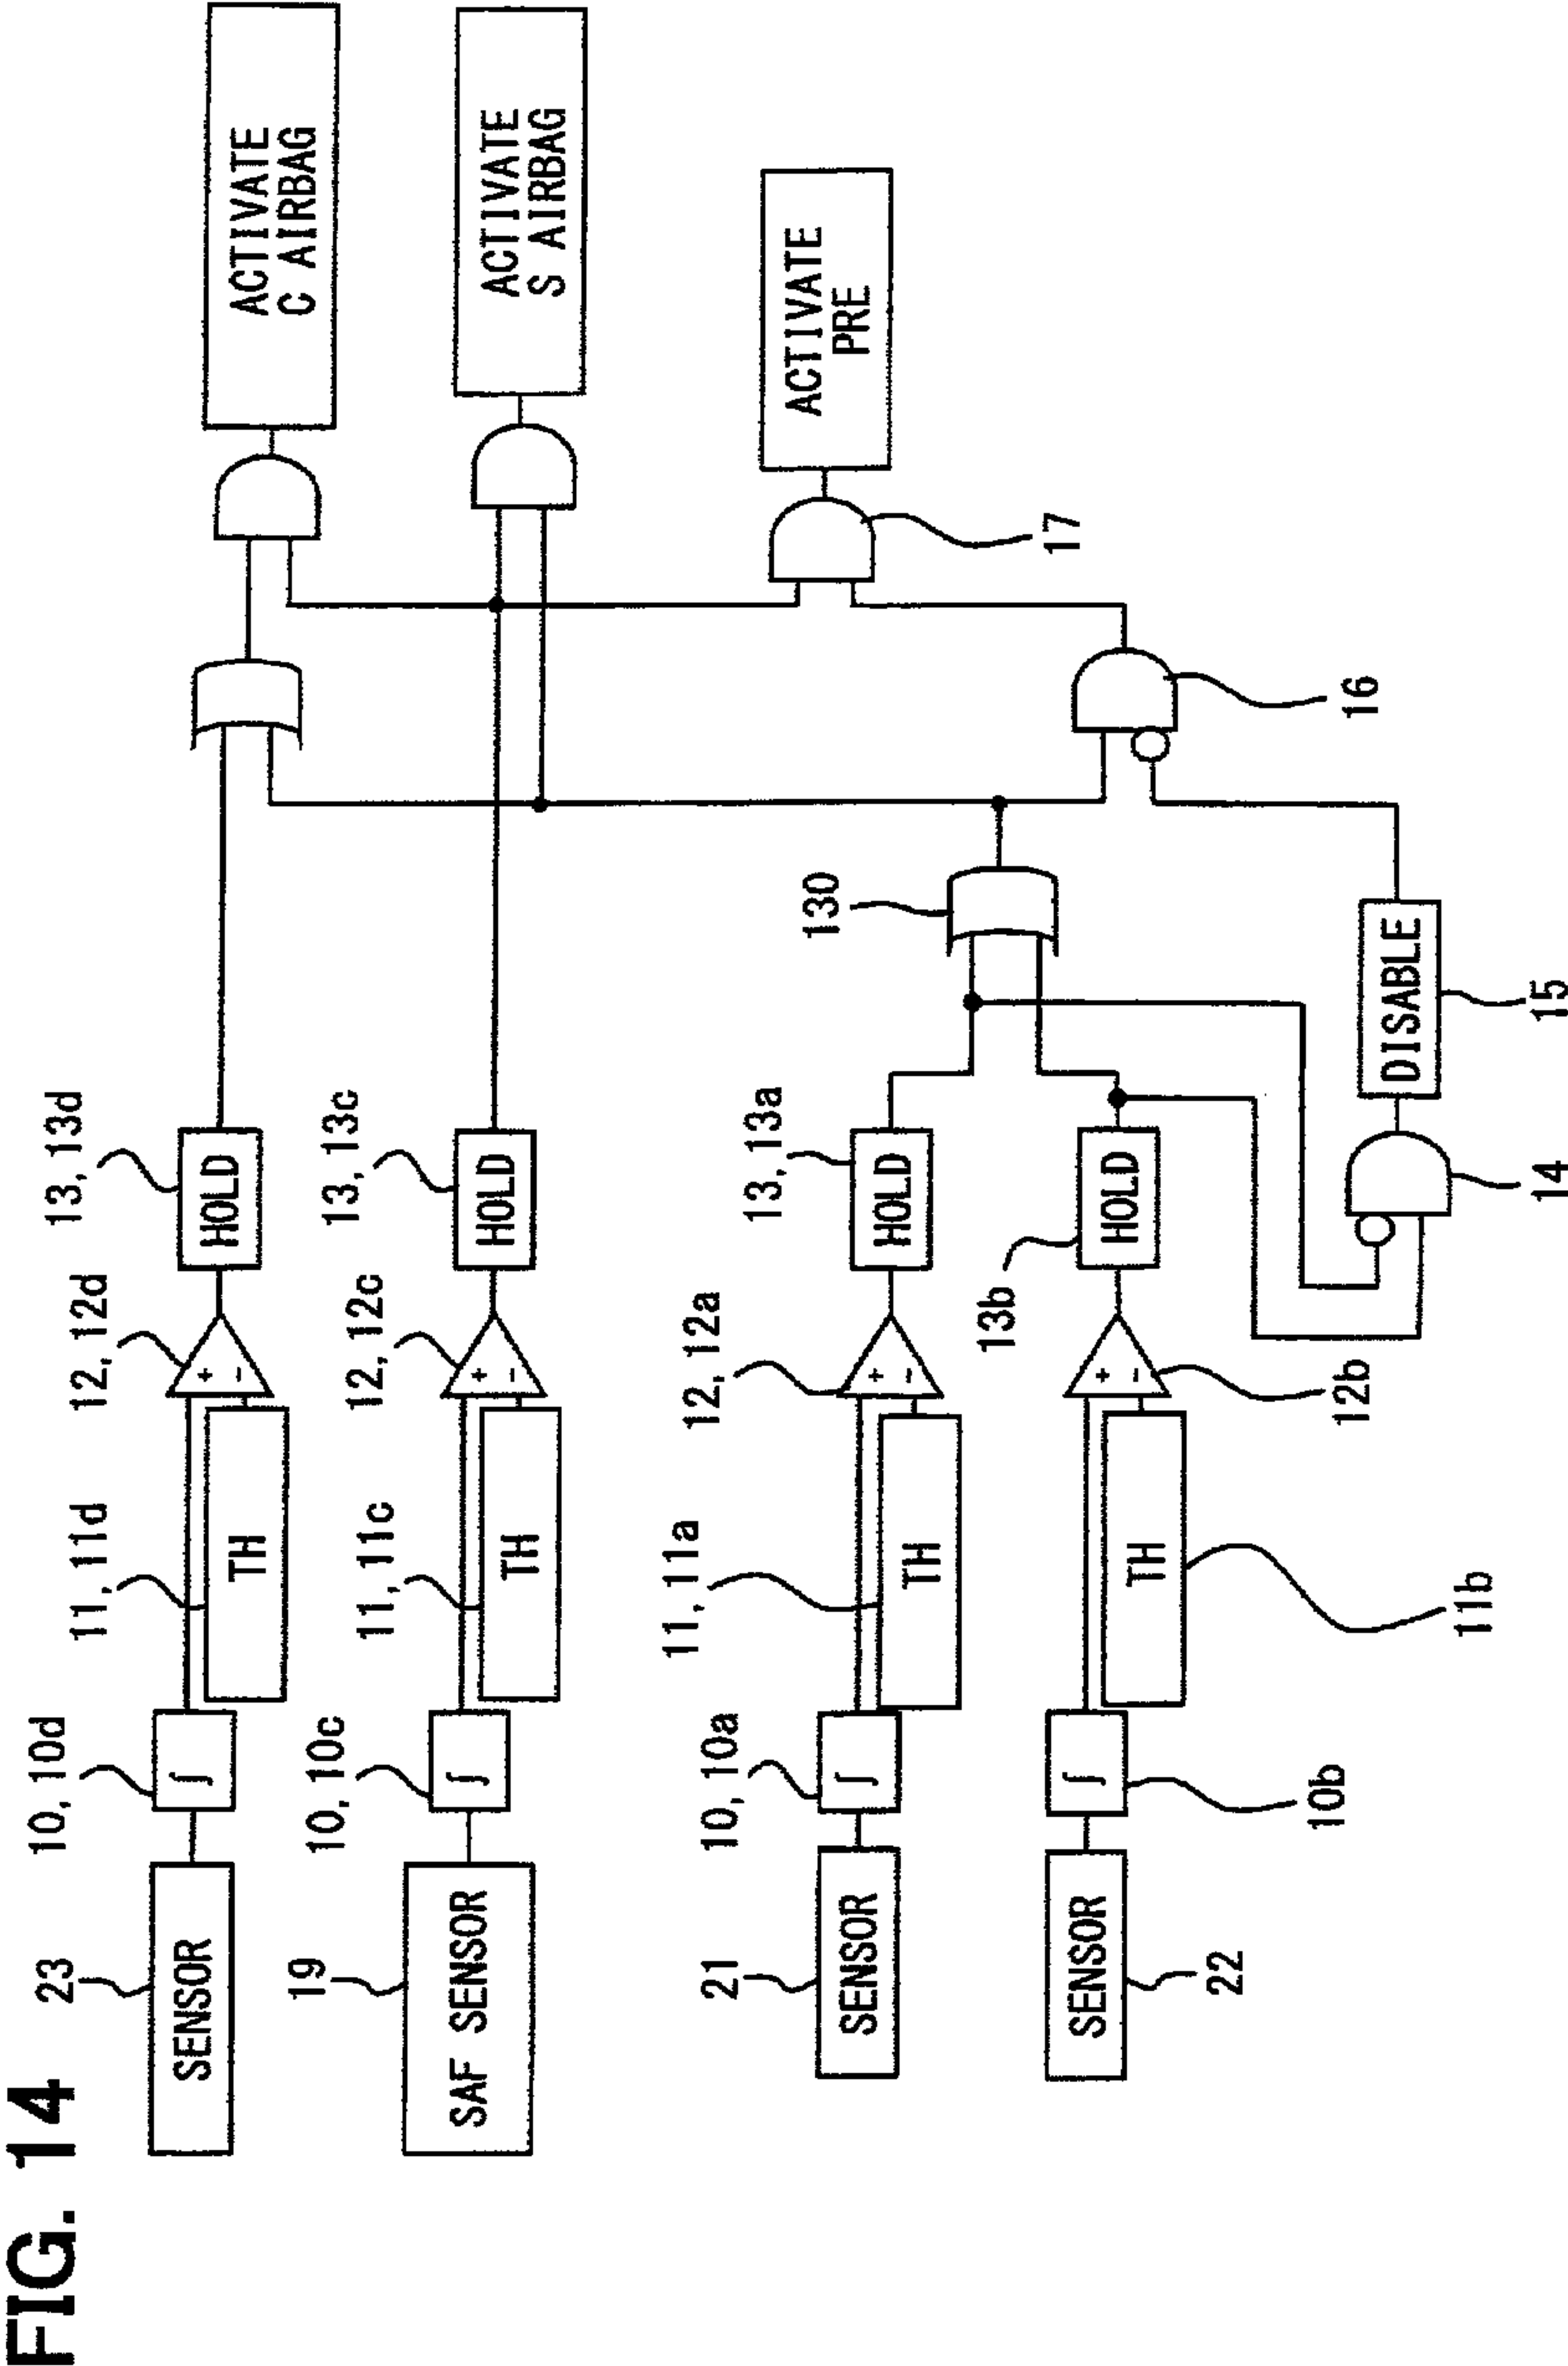 FIG. 14
23
SENSOR
10, 10d
∫
11, 11d
TH
12, 12d
+
−
13, 13d
HOLD
ACTIVATE
C AIRBAG
19
SAF SENSOR
10, 10c
∫
11, 11c
TH
12, 12c
+
−
13, 13c
HOLD
ACTIVATE
S AIRBAG
21
SENSOR
10, 10a
∫
11, 11a
TH
12, 12a
+
−
13, 13a
HOLD
130
17
ACTIVATE
PRE
22
SENSOR
10b
∫
11b
TH
12b
+
−
13b
HOLD
14
DISABLE
15
16